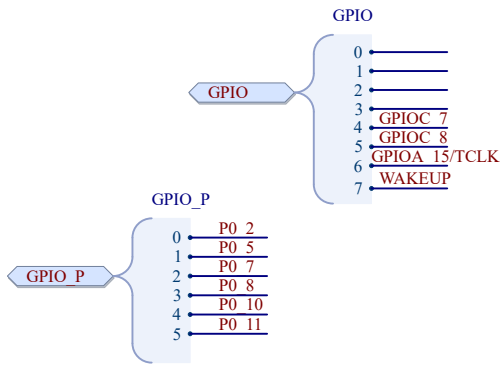 GPIO
0
1
2
GPIO
3
GPIOC_7
4
GPIOC_8
5
GPIOA_15/TCLK
6
WAKEUP
7
GPIO_P
P0_2
0
P0_5
1
P0_7
GPIO_P
2
P0_8
3
P0_10
4
P0_11
5